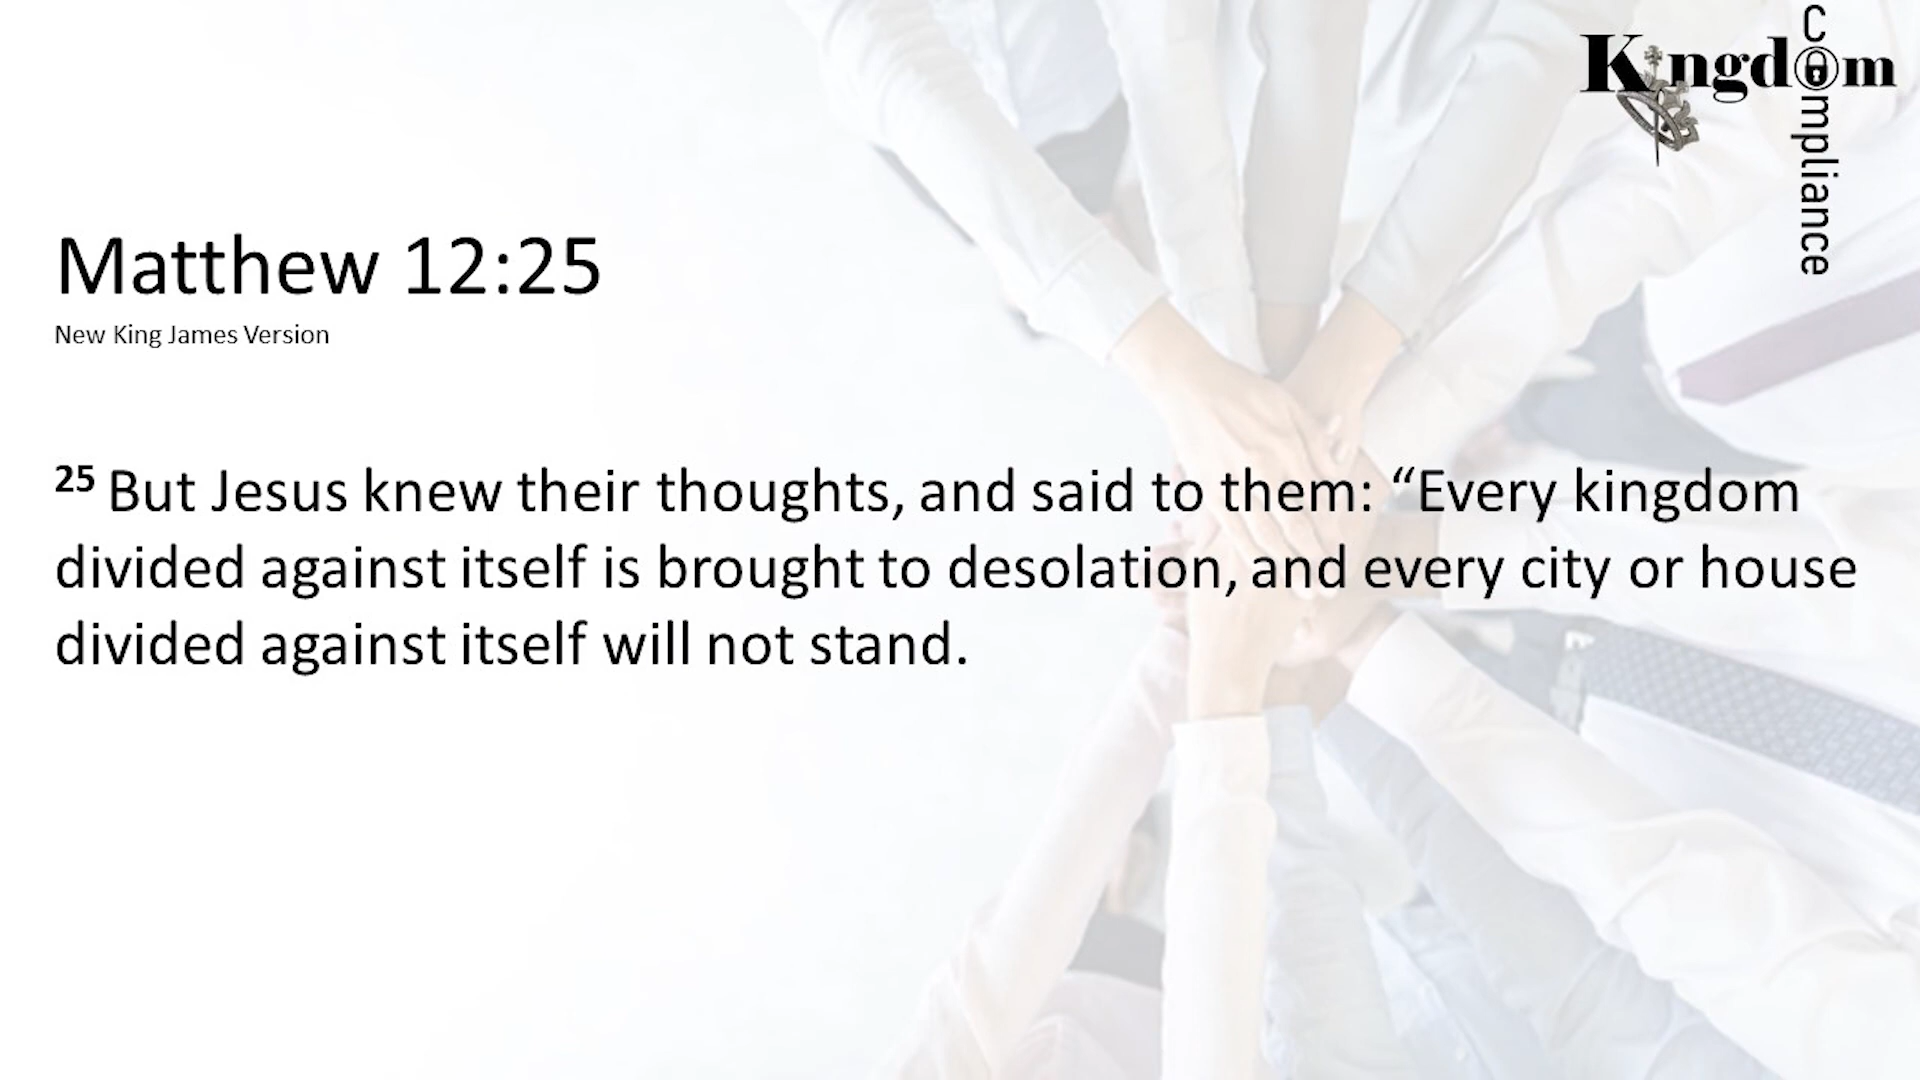 Kingdom
Compliance
Matthew 12:25
New King James Version
25 But Jesus knew their thoughts, and said to them: “Every kingdom
divided against itself is brought to desolation, and every city or house
divided against itself will not stand.